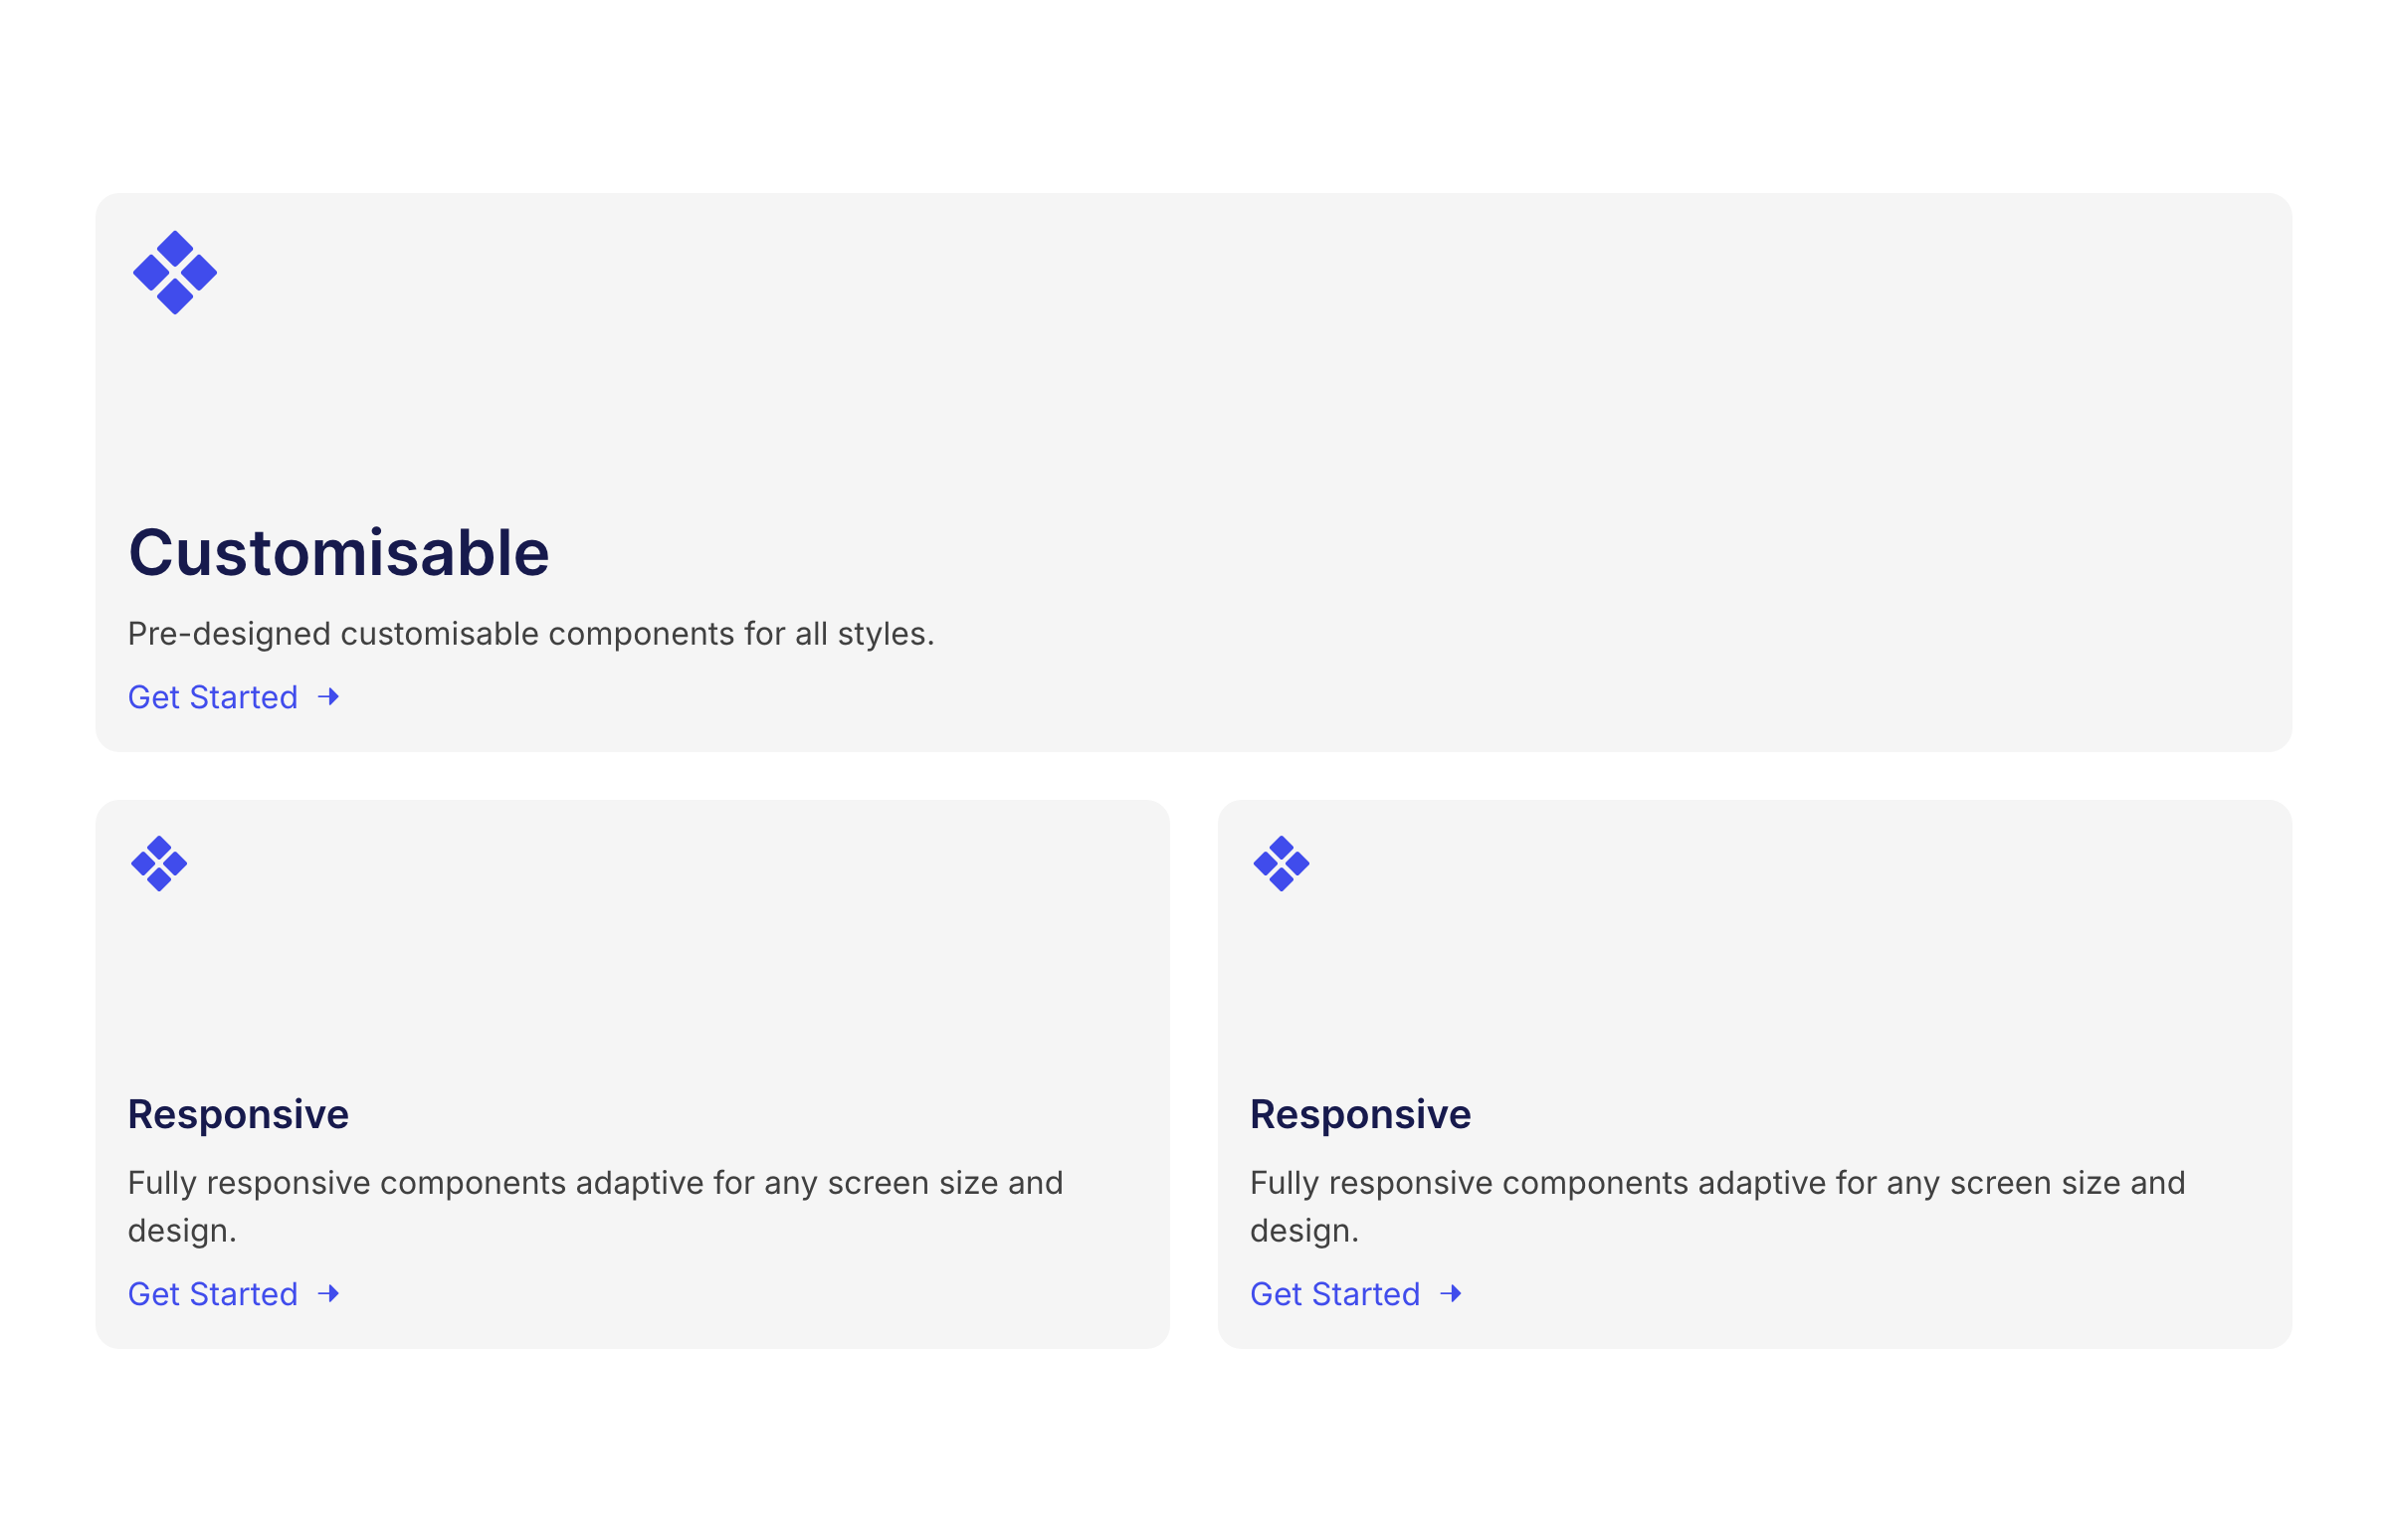 Customisable
Pre-designed customisable components for all styles.
Get Started
Responsive
Fully responsive components adaptive for any screen size and
design.
Get Started
Responsive
Fully responsive components adaptive for any screen size and
design.
Get Started